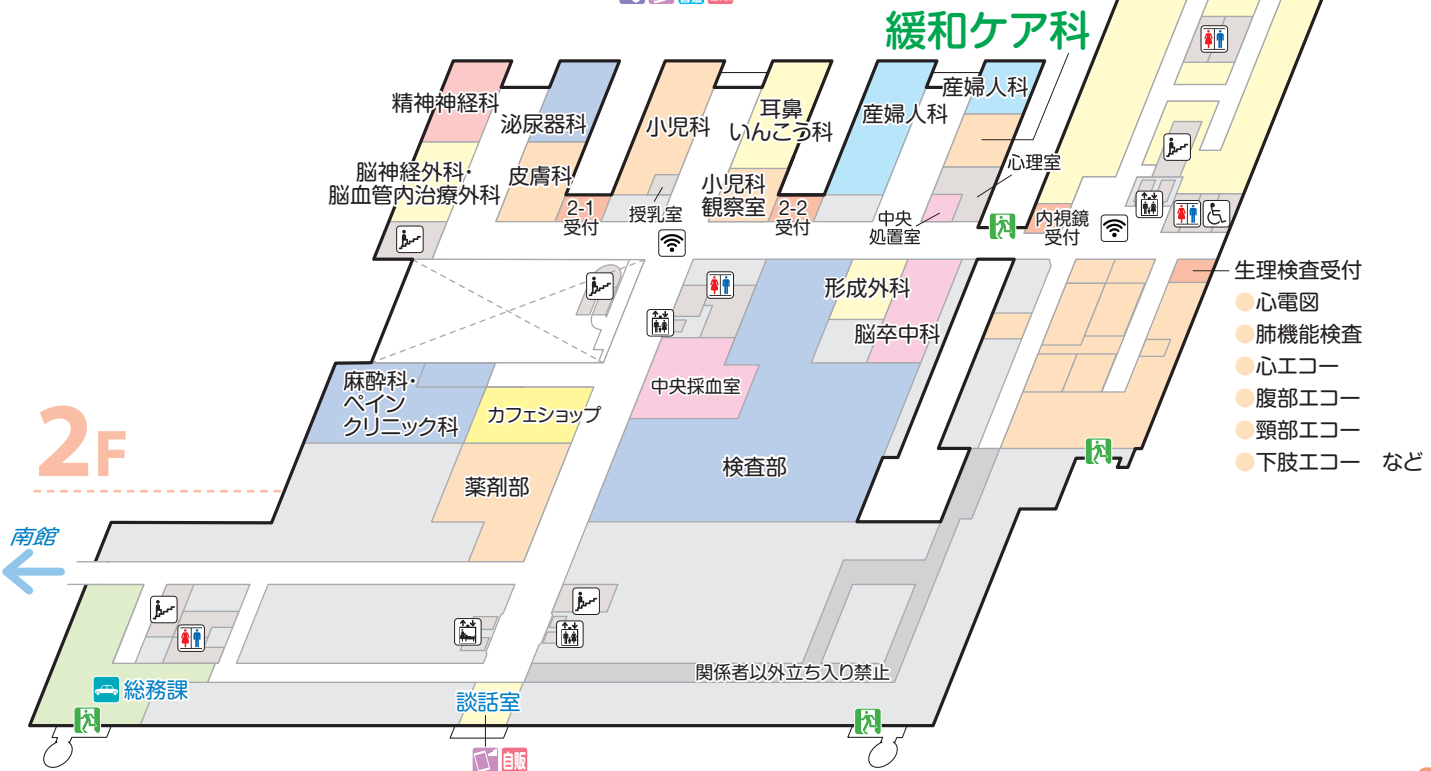 緩和ケア科
精神神経科
泌尿器科
小児科
耳鼻
いんこう科
産婦人科
産婦人科
脳神経外科・
脳血管内治療外科
皮膚科
2-1
受付
授乳室
小児科
観察室
2-2
受付
中央
処置室
心理室
内視鏡
受付
形成外科
脳卒中科
生理検査受付
心電図
肺機能検査
心エコー
腹部エコー
頸部エコー
下肢エコー など
麻酔科・
ペイン
クリニック科
カフェショップ
中央採血室
検査部
薬剤部
2F
南館
関係者以外立ち入り禁止
総務課
談話室
自販